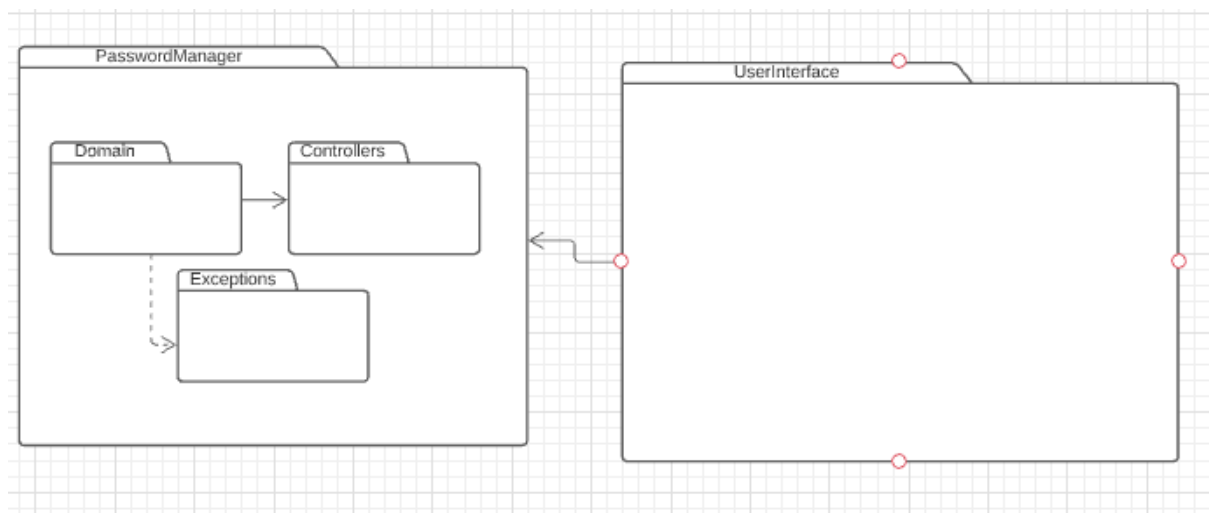 PasswordManager
UserInterface
Domain
Controllers
Exceptions